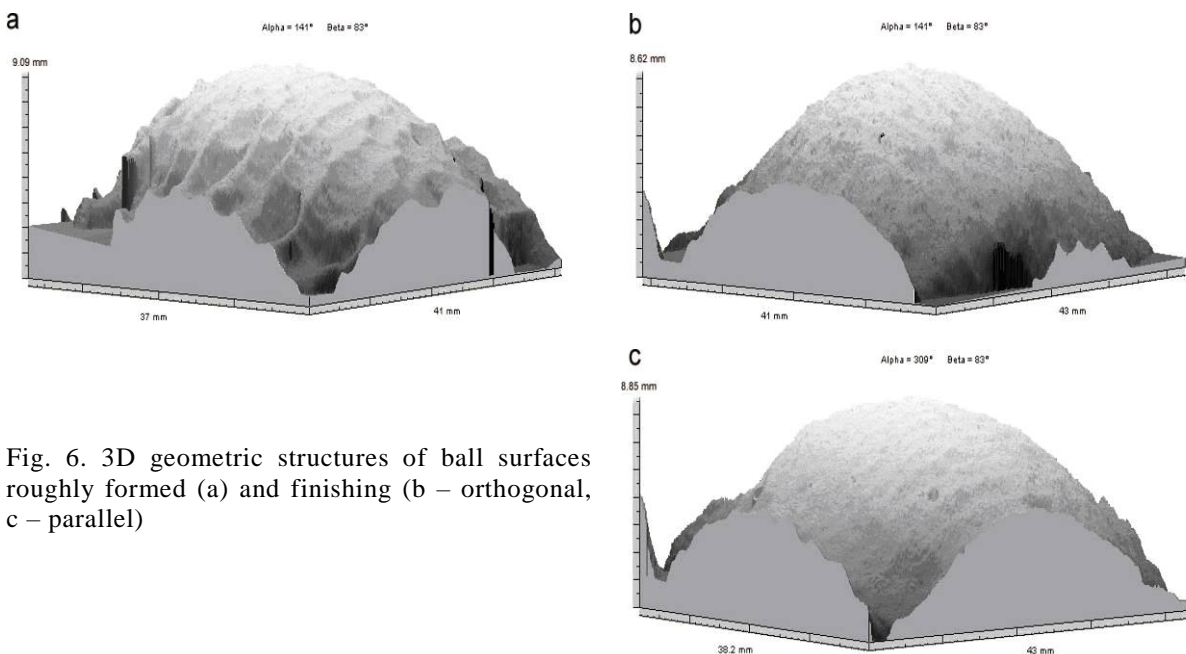 a
Alpha = 141° Beta = 83°
9.09 mm
37 mm
41 mm
b
Alpha = 141° Beta = 83°
8.62 mm
41 mm
43 mm
c
Alpha = 309° Beta = 83°
8.85 mm
38.2 mm
43 mm
Fig. 6. 3D geometric structures of ball surfaces
roughly formed (a) and finishing (b – orthogonal,
c – parallel)